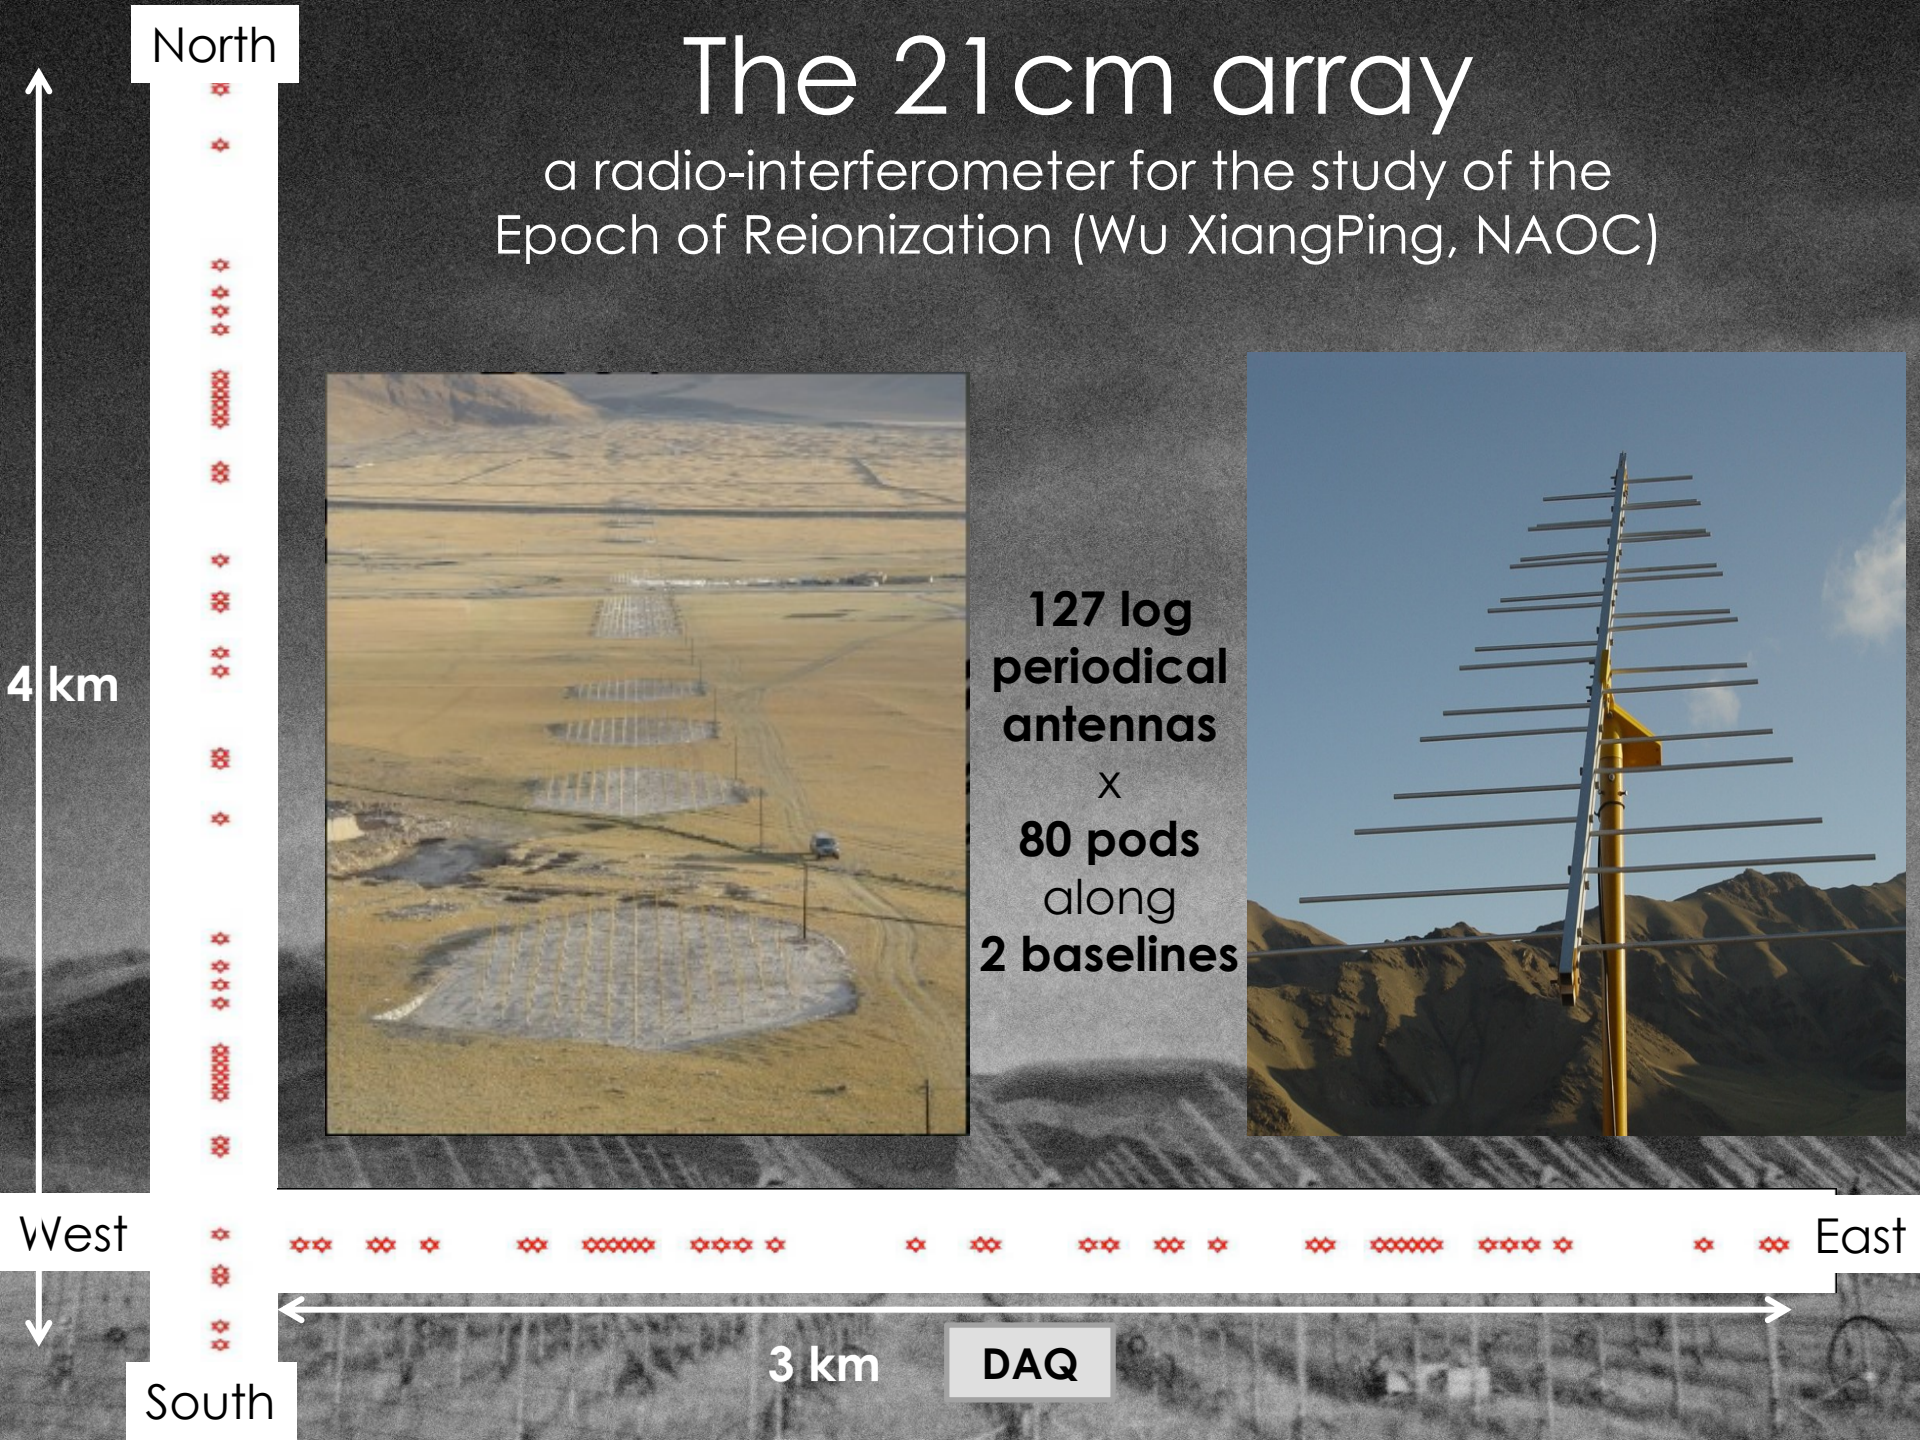 North
The 21cm array
a radio-interferometer for the study of the
Epoch of Reionization (Wu XiangPing, NAOC)
4 km
127 log
periodical
antennas
x
80 pods
along
2 baselines
West
East
3 km
DAQ
South